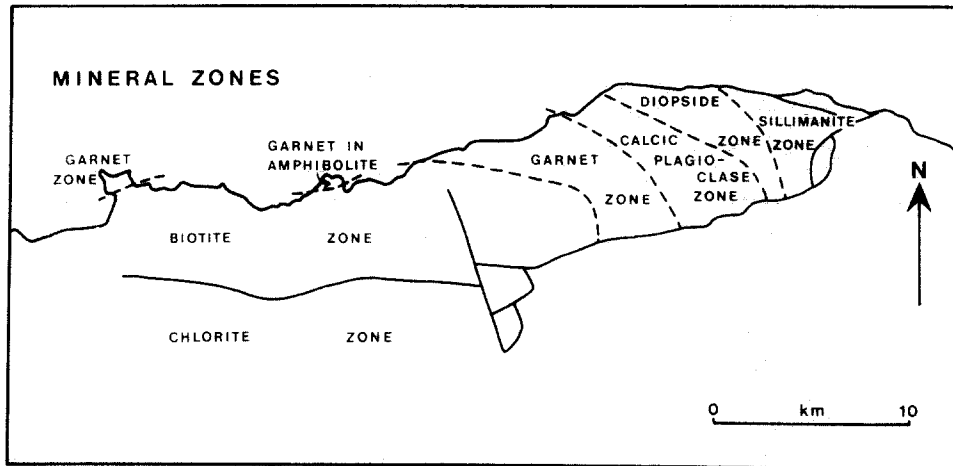 MINERAL ZONES
DIOPSIDE
SILLIMANITE
GARNET IN
AMPHIBOLITE
CALCIC
ZONE
ZONE
GARNET
ZONE
GARNET
PLAGIO-
CLASE
ZONE
ZONE
N
BIOTITE
ZONE
CHLORITE
ZONE
0
km
10